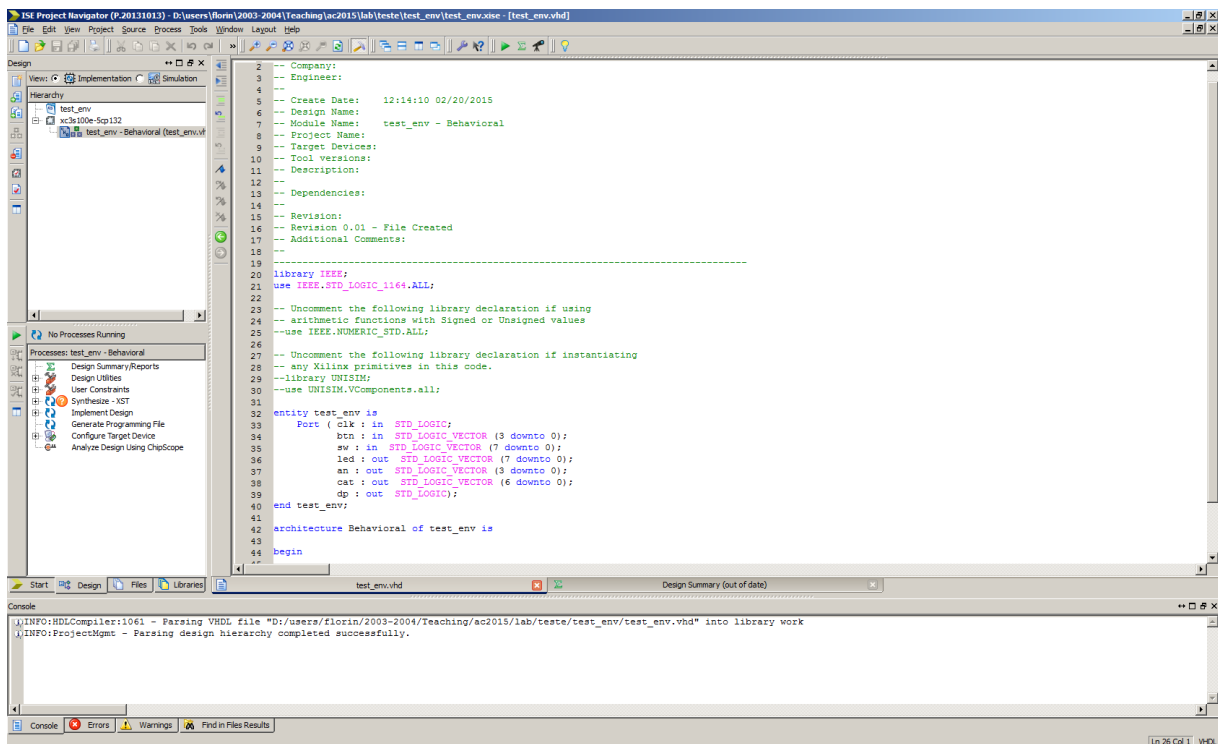 ISE Project Navigator (P.20131013) - D:\users\florin\2003-2004\Teaching\ac2015\lab\teste\test_env\test_env.xise - [test_env.vhd]
File Edit View Project Source Process Tools Window Layout Help
Design
View: Implementation Simulation
Hierarchy
test_env
xc3s100e-5cp132
test_env - Behavioral (test_env.vh
No Processes Running
Processes: test_env - Behavioral
Design Summary/Reports
Design Utilities
User Constraints
Synthesize - XST
Implement Design
Generate Programming File
Configure Target Device
Analyze Design Using ChipScope
Start Design Files Libraries
2 -- Company:
3 -- Engineer:
4 --
5 -- Create Date: 12:14:10 02/20/2015
6 -- Design Name:
7 -- Module Name: test_env - Behavioral
8 -- Project Name:
9 -- Target Devices:
10 -- Tool versions:
11 -- Description:
12 --
13 -- Dependencies:
14 --
15 -- Revision:
16 -- Revision 0.01 - File Created
17 -- Additional Comments:
18 --
19 ----------------------------------------------------------------------------------
20 library IEEE;
21 use IEEE.STD_LOGIC_1164.ALL;
22
23 -- Uncomment the following library declaration if using
24 -- arithmetic functions with Signed or Unsigned values
25 --use IEEE.NUMERIC_STD.ALL;
26
27 -- Uncomment the following library declaration if instantiating
28 -- any Xilinx primitives in this code.
29 --library UNISIM;
30 --use UNISIM.VComponents.all;
31
32 entity test_env is
33 Port ( clk : in STD_LOGIC;
34 btn : in STD_LOGIC_VECTOR (3 downto 0);
35 sw : in STD_LOGIC_VECTOR (7 downto 0);
36 led : out STD_LOGIC_VECTOR (7 downto 0);
37 an : out STD_LOGIC_VECTOR (3 downto 0);
38 cat : out STD_LOGIC_VECTOR (6 downto 0);
39 dp : out STD_LOGIC);
40 end test_env;
41
42 architecture Behavioral of test_env is
43
44 begin
test_env.vhd Design Summary (out of date)
Console
INFO:HDLCompiler:1061 - Parsing VHDL file "D:/users/florin/2003-2004/Teaching/ac2015/lab/teste/test_env/test_env.vhd" into library work
INFO:ProjectMgmt - Parsing design hierarchy completed successfully.
Console Errors Warnings Find in Files Results
Ln 26 Col 1 VHDL